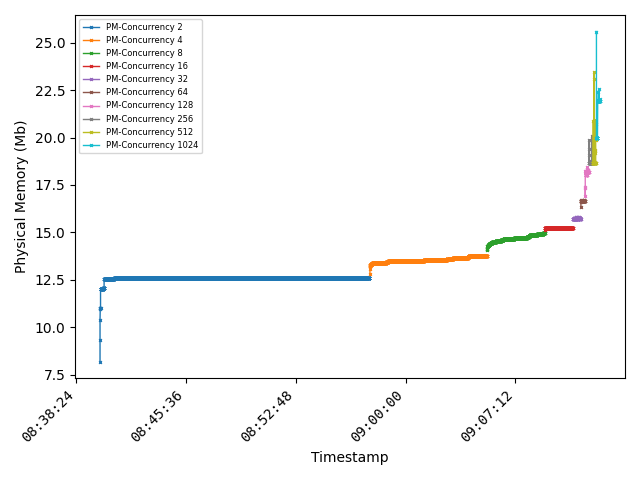 25.0
22.5
20.0
17.5
15.0
12.5
10.0
7.5
Physical Memory (Mb)
PM-Concurrency 2
PM-Concurrency 4
PM-Concurrency 8
PM-Concurrency 16
PM-Concurrency 32
PM-Concurrency 64
PM-Concurrency 128
PM-Concurrency 256
PM-Concurrency 512
PM-Concurrency 1024
08:38:24
08:45:36
08:52:48
09:00:00
09:07:12
Timestamp